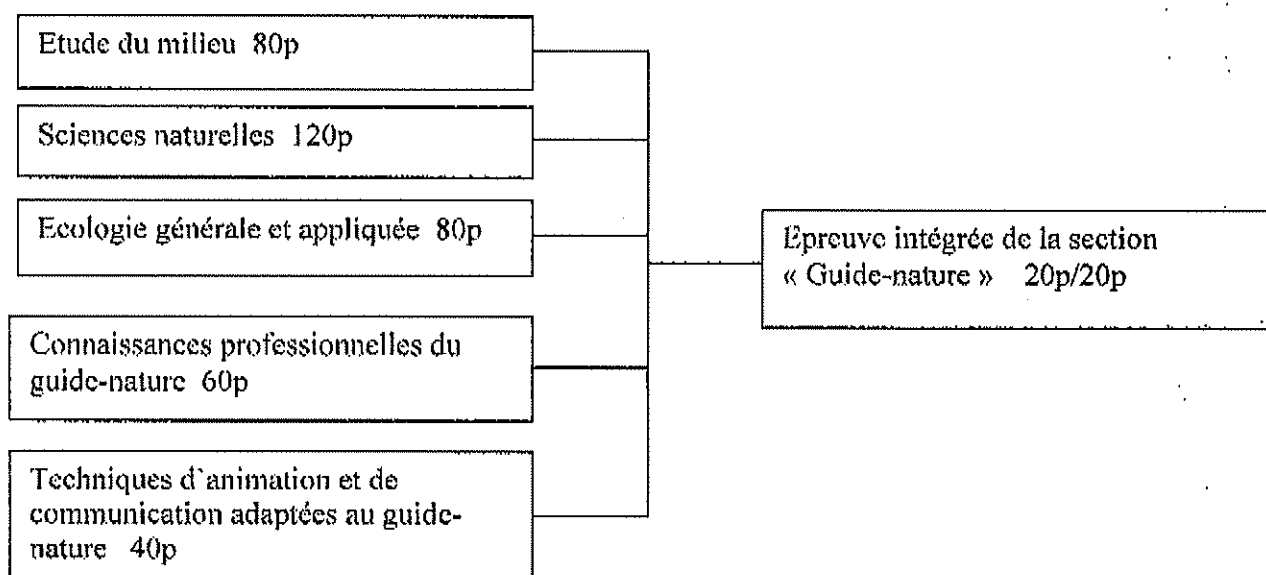 Etude du milieu 80p
Sciences naturelles 120p
Ecologie générale et appliquée 80p
Epreuve intégrée de la section
« Guide-nature » 20p/20p
Connaissances professionnelles du
guide-nature 60p
Techniques d'animation et de
communication adaptées au guide-
nature 40p